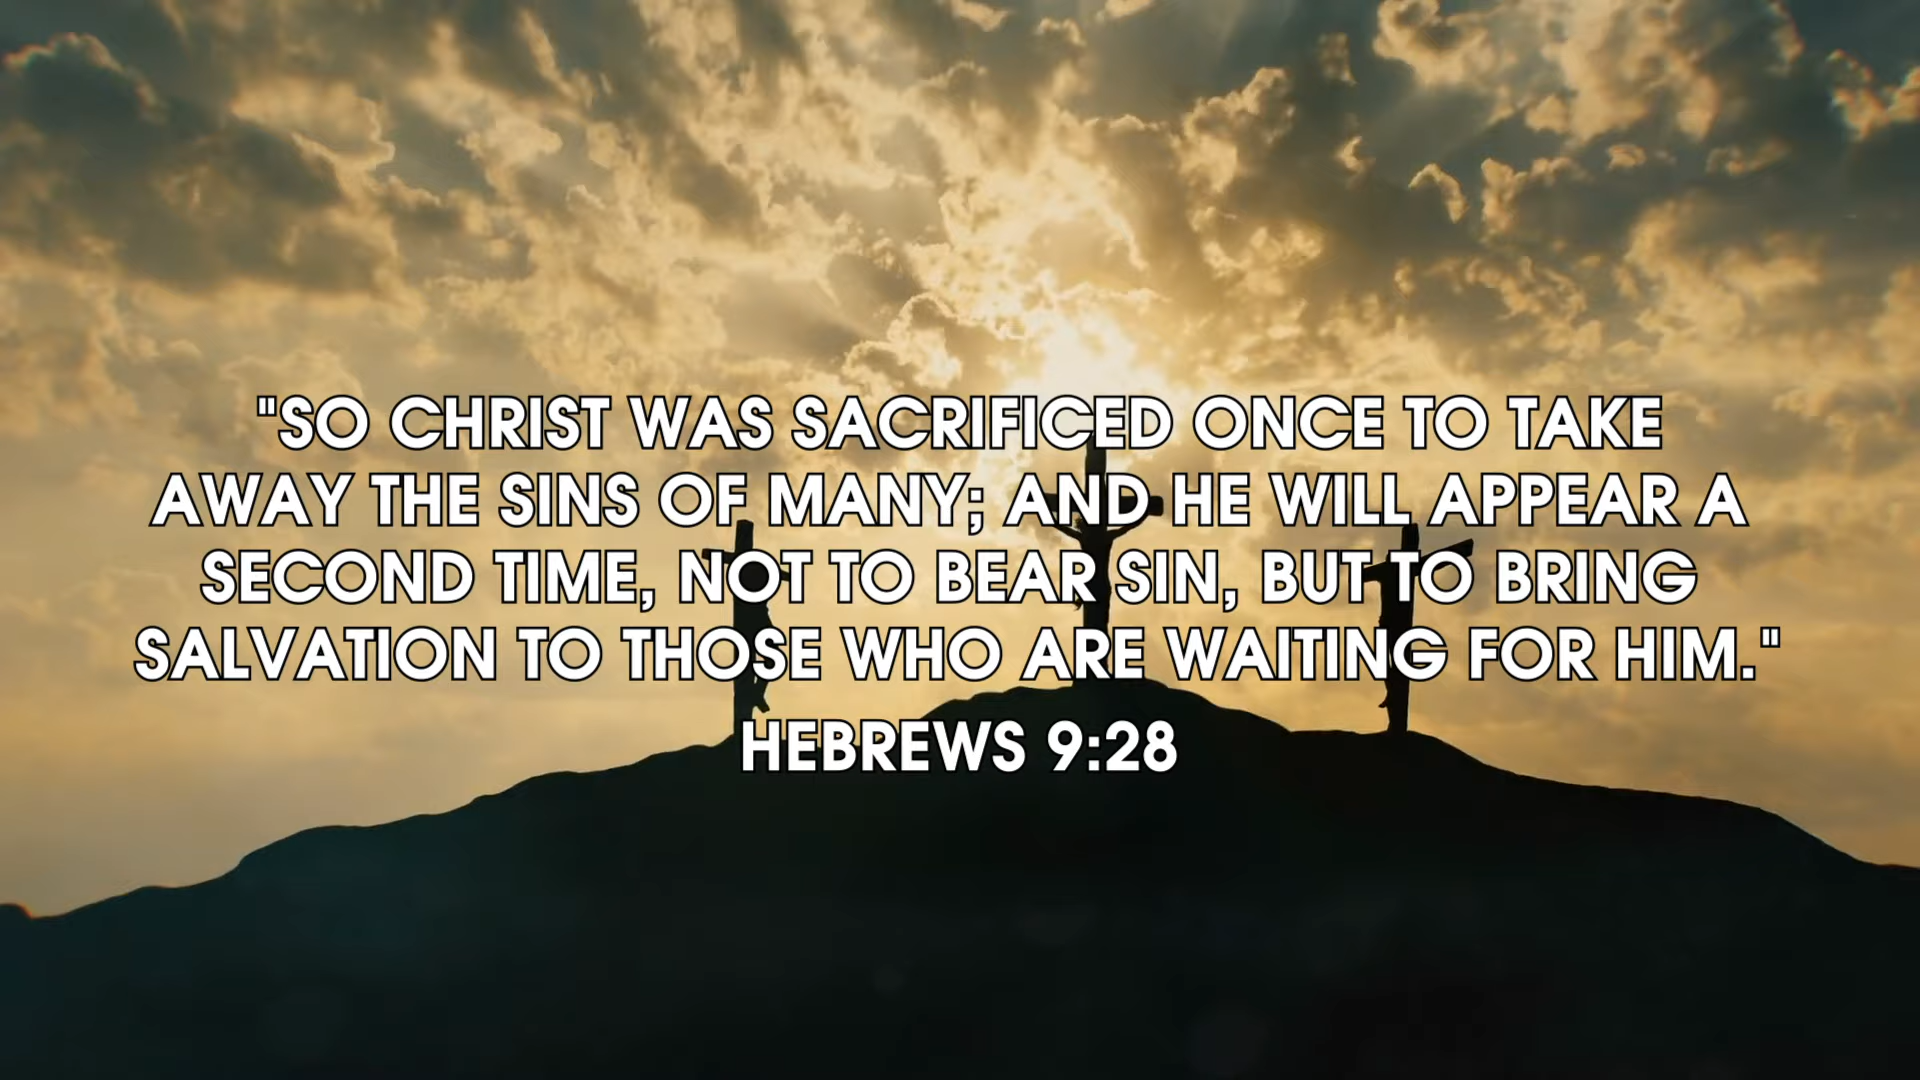 "SO CHRIST WAS SACRIFICED ONCE TO TAKE
AWAY THE SINS OF MANY; AND HE WILL APPEAR A
SECOND TIME, NOT TO BEAR SIN, BUT TO BRING
SALVATION TO THOSE WHO ARE WAITING FOR HIM."
HEBREWS 9:28